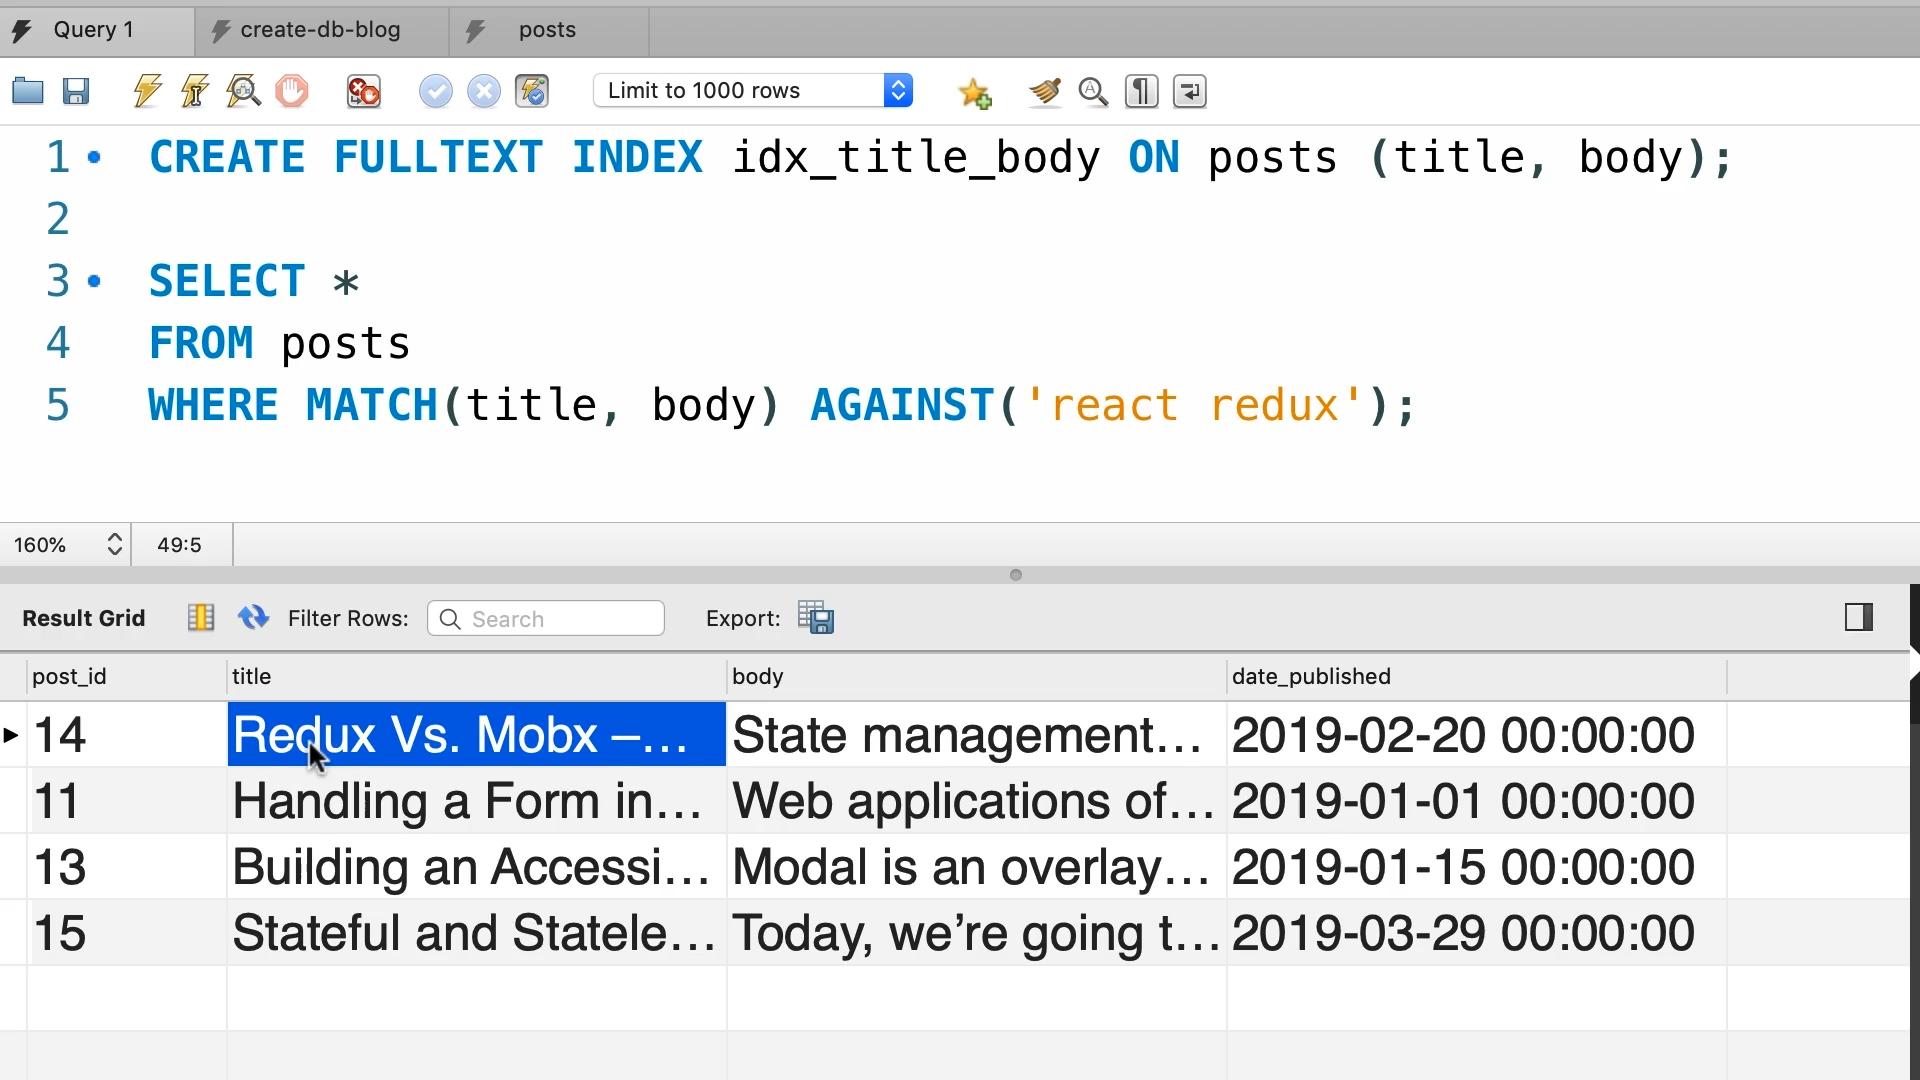 Query 1
create-db-blog
posts
Limit to 1000 rows
1 CREATE FULLTEXT INDEX idx_title_body ON posts (title, body);
2
3 SELECT *
4 FROM posts
5 WHERE MATCH(title, body) AGAINST('react redux');
160% 49:5
Result Grid Filter Rows: Search Export:
post_id title body date_published
14 Redux Vs. Mobx –... State management... 2019-02-20 00:00:00
11 Handling a Form in... Web applications of... 2019-01-01 00:00:00
13 Building an Accessi... Modal is an overlay... 2019-01-15 00:00:00
15 Stateful and Statele... Today, we’re going t... 2019-03-29 00:00:00